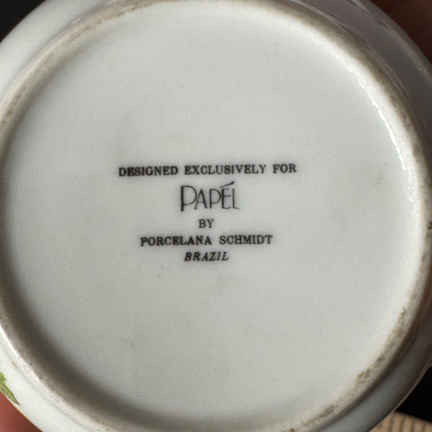 DESIGNED EXCLUSIVELY FOR
PAPÉL
BY
PORCELANA SCHMIDT
BRAZIL